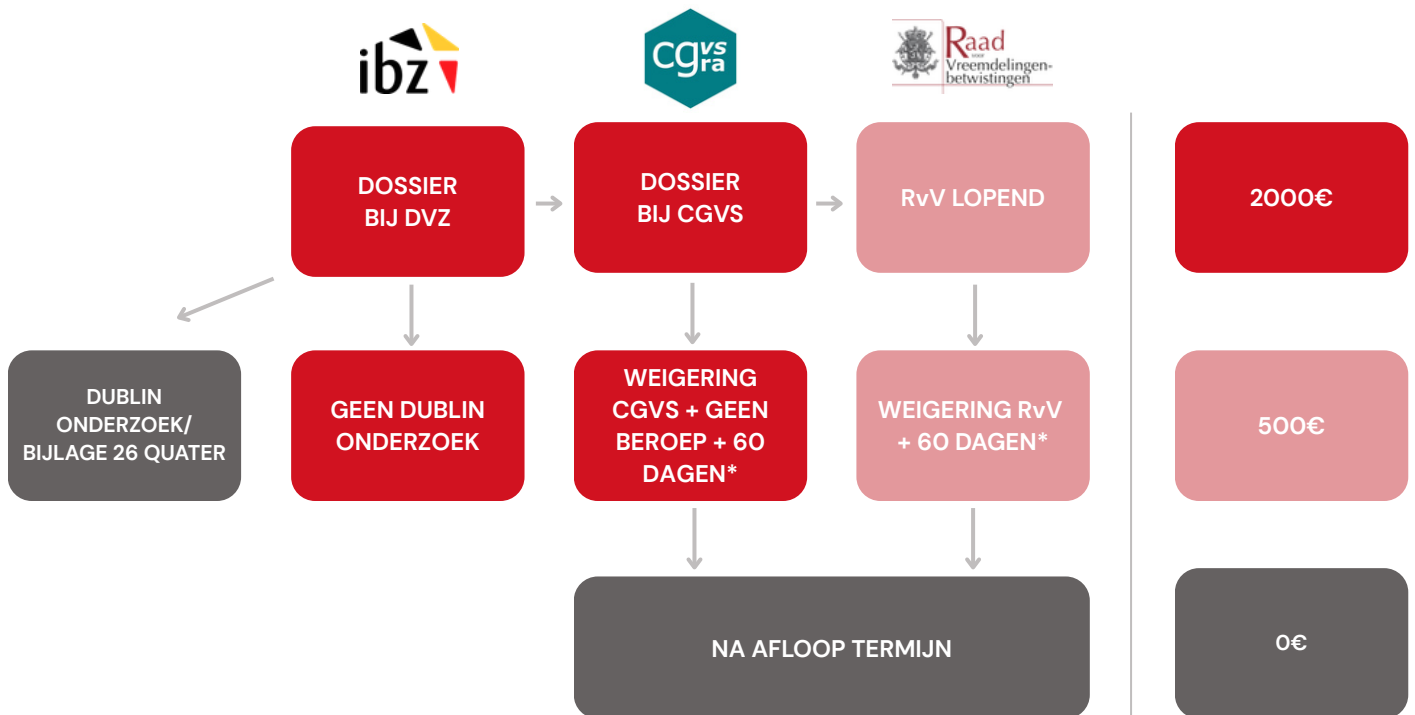 ibz
cgvs
ra
Raad
voor
Vreemdelingen-
betwistingen
DOSSIER
BIJ DVZ
DOSSIER
BIJ CGVS
RvV LOPEND
2000€
DUBLIN
ONDERZOEK/
BIJLAGE 26 QUATER
GEEN DUBLIN
ONDERZOEK
WEIGERING
CGVS + GEEN
BEROEP + 60
DAGEN*
WEIGERING RvV
+ 60 DAGEN*
500€
NA AFLOOP TERMIJN
0€